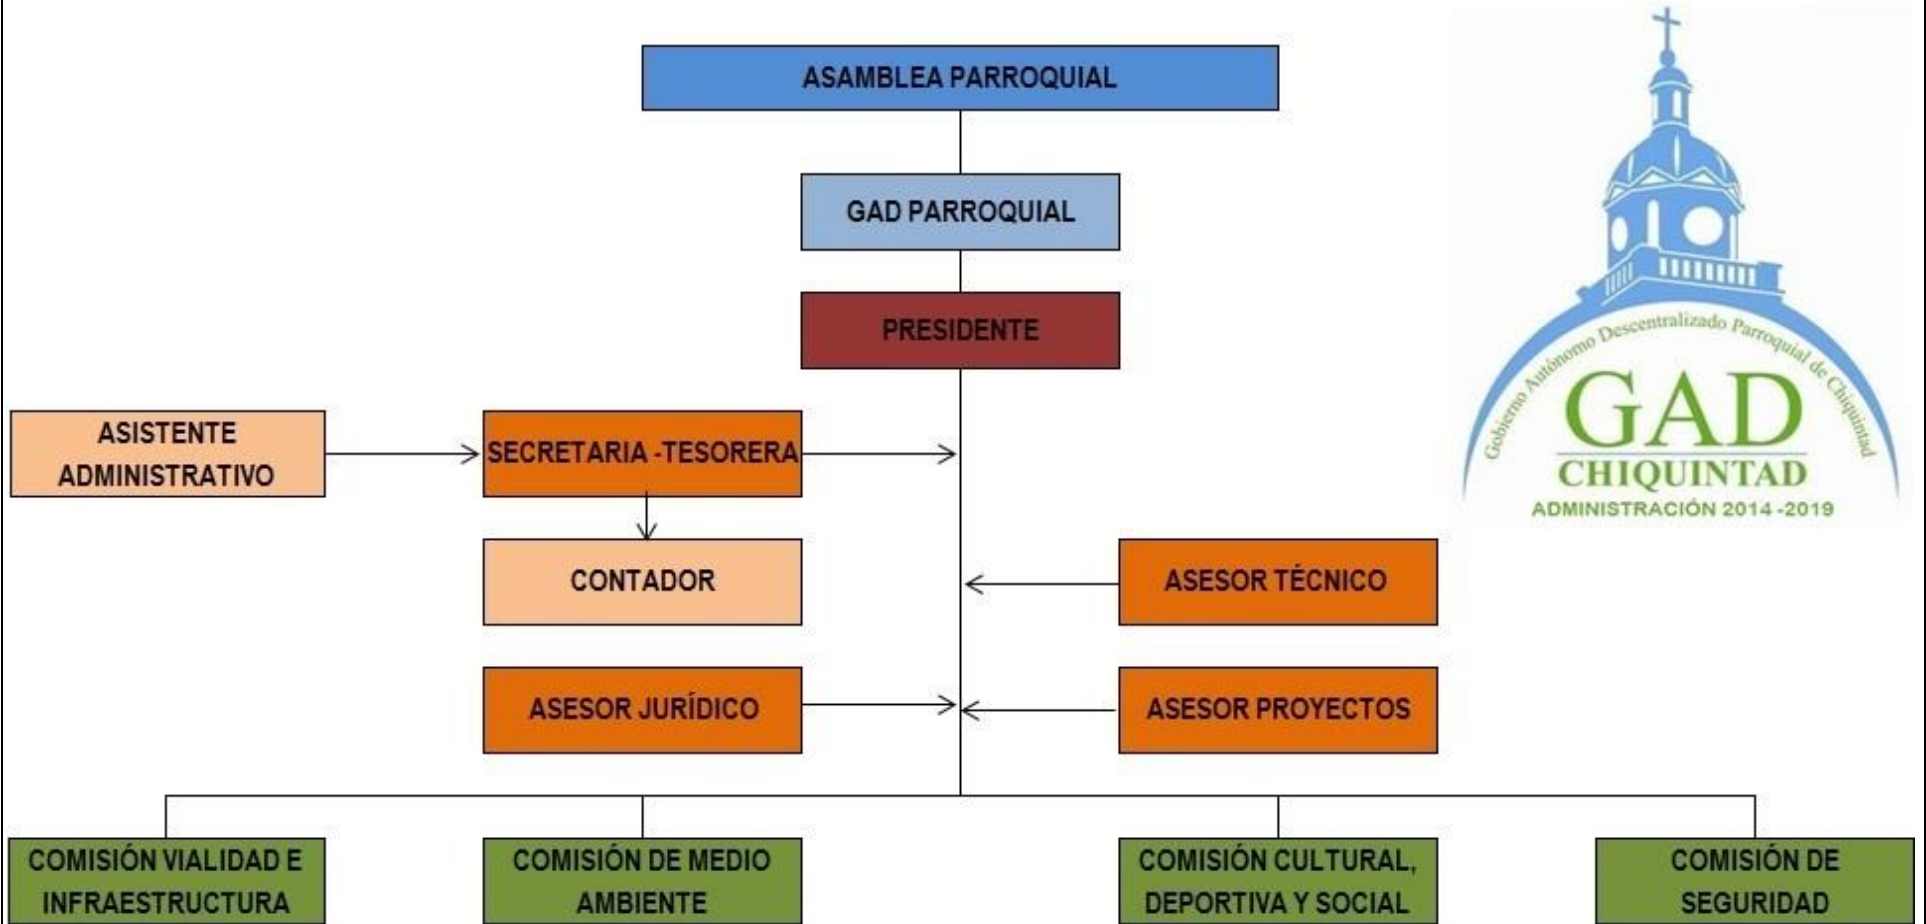 ASAMBLEA PARROQUIAL
GAD PARROQUIAL
PRESIDENTE
Gobierno Autónomo Descentralizado Parroquial de Chiquintad
GAD
CHIQUINTAD
ADMINISTRACIÓN 2014 -2019
ASISTENTE
ADMINISTRATIVO
SECRETARIA -TESORERA
CONTADOR
ASESOR TÉCNICO
ASESOR JURÍDICO
ASESOR PROYECTOS
COMISIÓN VIALIDAD E
INFRAESTRUCTURA
COMISIÓN DE MEDIO
AMBIENTE
COMISIÓN CULTURAL,
DEPORTIVA Y SOCIAL
COMISIÓN DE
SEGURIDAD